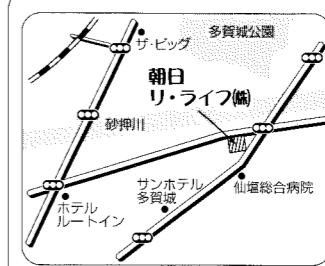 ザ・ビッグ
多賀城公園
朝日
リ・ライフ㈱
砂押川
サンホテル
多賀城
仙塩総合病院
ホテル
ルートイン